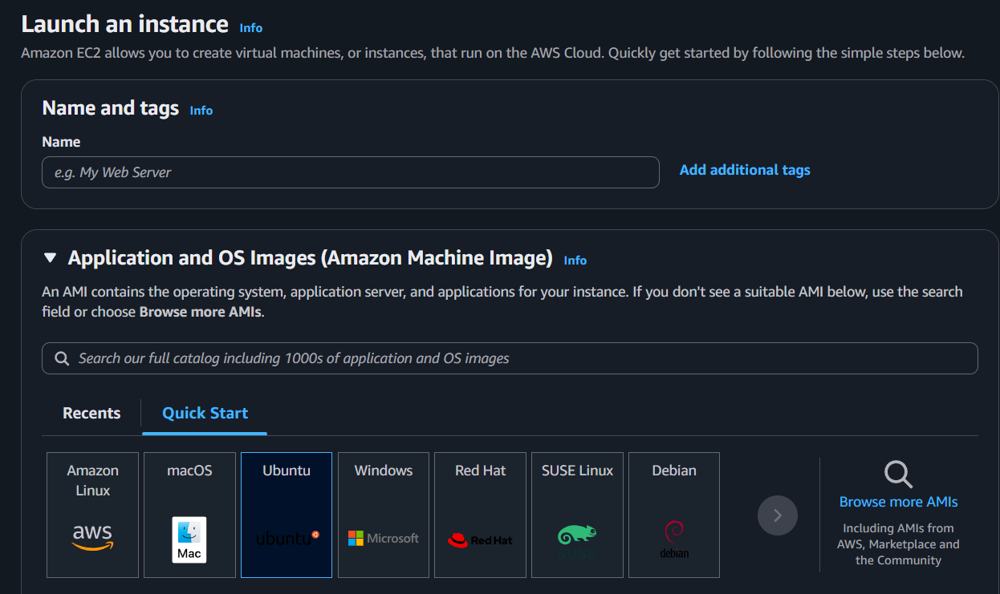 Launch an instance Info
Amazon EC2 allows you to create virtual machines, or instances, that run on the AWS Cloud. Quickly get started by following the simple steps below.
Name and tags Info
Name
e.g. My Web Server
Add additional tags
Application and OS Images (Amazon Machine Image) Info
An AMI contains the operating system, application server, and applications for your instance. If you don't see a suitable AMI below, use the search
field or choose Browse more AMIs.
Search our full catalog including 1000s of application and OS images
Recents
Quick Start
Amazon
Linux
aws
macOS
Mac
Ubuntu
ubuntu
Windows
Microsoft
Red Hat
Red Hat
SUSE Linux
SUSE
Debian
debian
Browse more AMIs
Including AMIs from
AWS, Marketplace and
the Community